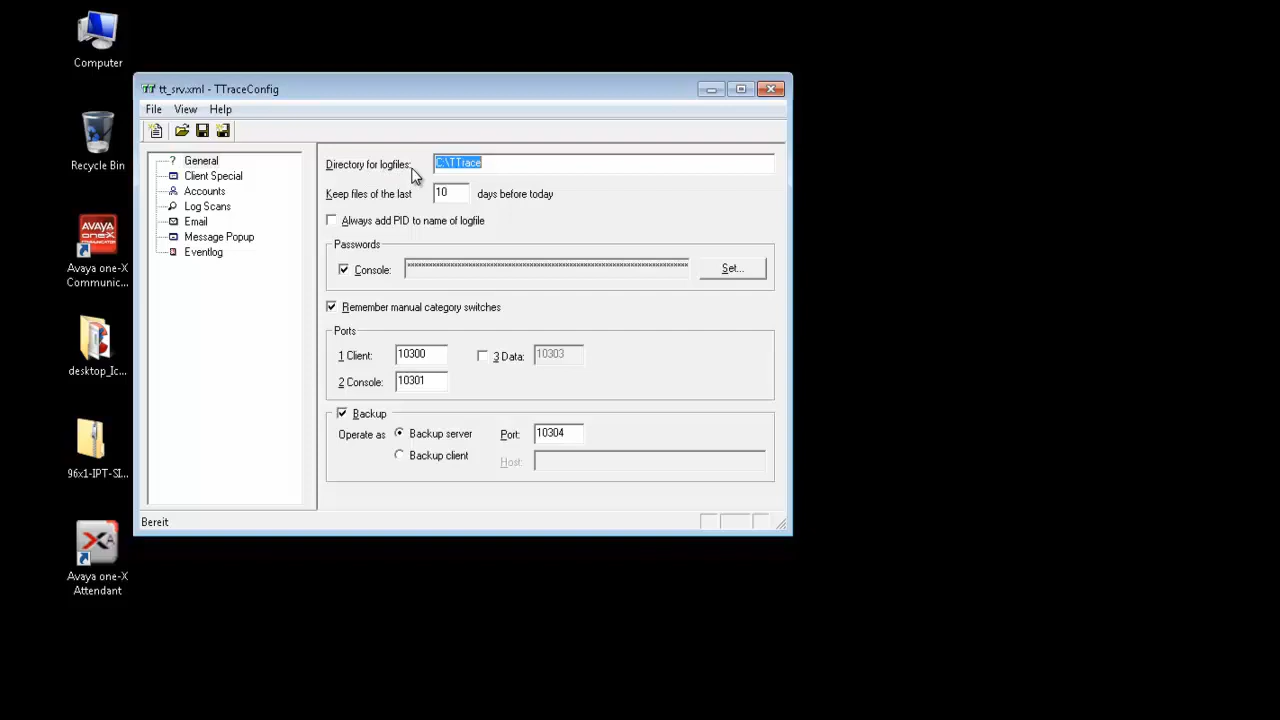 Computer
Recycle Bin
AVAYA
one-X
Avaya one-X
Communic...
desktop_Ic...
96x1-IPT-SI...
XA
Avaya one-X
Attendant
TT tt_srv.xml - TTraceConfig
File View Help
? General
Client Special
Accounts
Log Scans
Email
Message Popup
Eventlog
Directory for logfiles: C:\TTrace
Keep files of the last 10 days before today
Always add PID to name of logfile
Passwords
Console: Set...
Remember manual category switches
Ports
1 Client: 10300 3 Data: 10303
2 Console: 10301
Backup
Operate as Backup server Port: 10304
Backup client Host:
Bereit